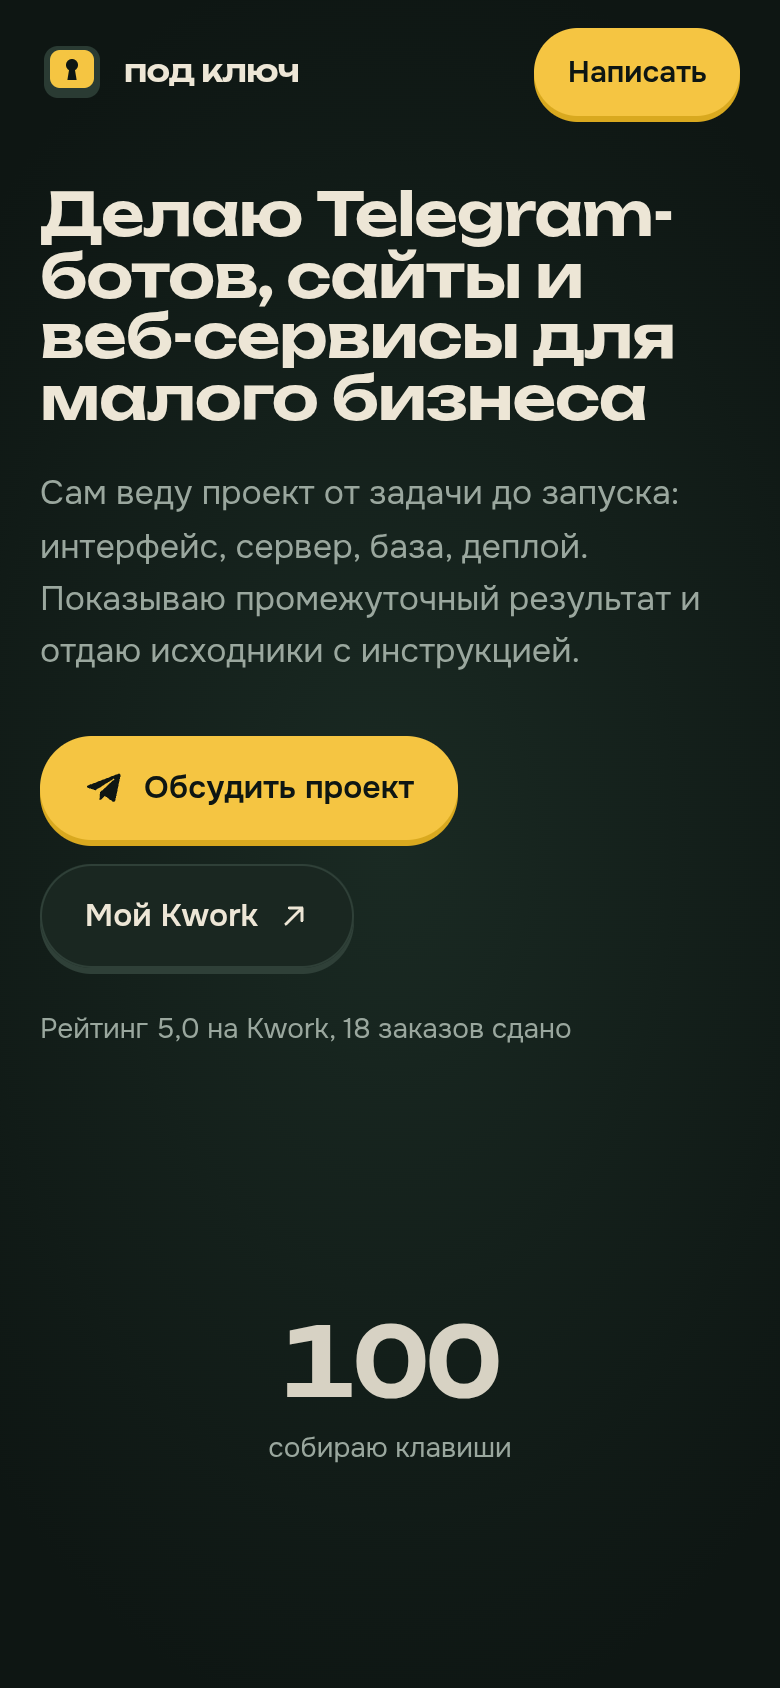 под ключ
Написать
Делаю Telegram-
ботов, сайты и
веб-сервисы для
малого бизнеса
Сам веду проект от задачи до запуска:
интерфейс, сервер, база, деплой.
Показываю промежуточный результат и
отдаю исходники с инструкцией.
Обсудить проект
Мой Kwork
Рейтинг 5,0 на Kwork, 18 заказов сдано
100
собираю клавиши